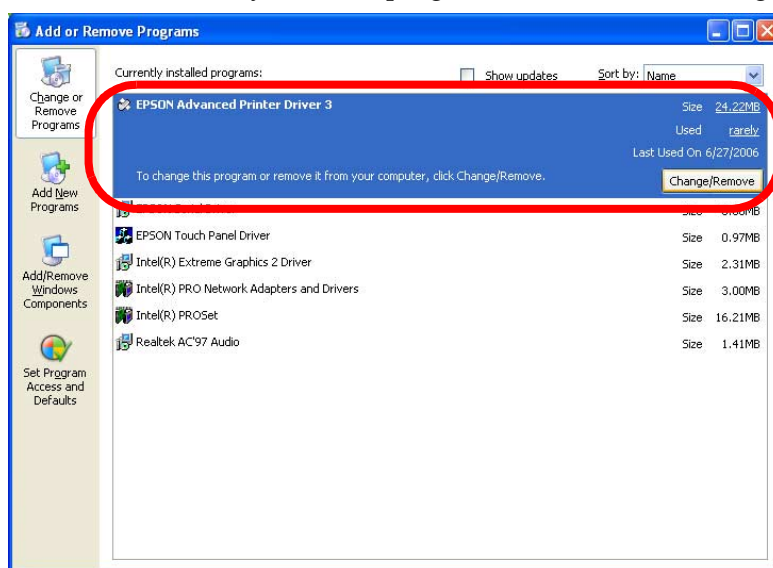 Add or Remove Programs
Change or
Remove
Programs
Add New
Programs
Add/Remove
Windows
Components
Set Program
Access and
Defaults
Currently installed programs:
Show updates
Sort by: Name
EPSON Advanced Printer Driver 3
Size 24.22MB
Used rarely
Last Used On 6/27/2006
To change this program or remove it from your computer, click Change/Remove.
Change/Remove
EPSON Driver
Size
EPSON Touch Panel Driver
Size 0.97MB
Intel(R) Extreme Graphics 2 Driver
Size 2.31MB
Intel(R) PRO Network Adapters and Drivers
Size 3.00MB
Intel(R) PROSet
Size 16.21MB
Realtek AC'97 Audio
Size 1.41MB